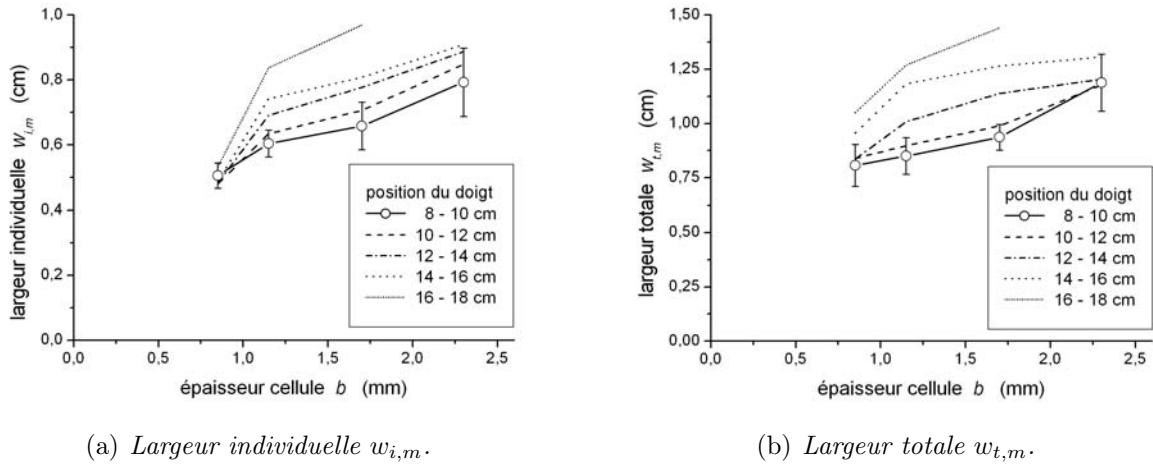 1,0
0,8
0,6
0,4
0,2
0,0
largeur individuelle w_{i,m} (cm)
position du doigt
8 - 10 cm
10 - 12 cm
12 - 14 cm
14 - 16 cm
16 - 18 cm
0,0 0,5 1,0 1,5 2,0 2,5
épaisseur cellule b (mm)
(a) Largeur individuelle w_{i,m}.
1,50
1,25
1,00
0,75
0,50
0,25
0,00
largeur totale w_{t,m} (cm)
position du doigt
8 - 10 cm
10 - 12 cm
12 - 14 cm
14 - 16 cm
16 - 18 cm
0,0 0,5 1,0 1,5 2,0 2,5
épaisseur cellule b (mm)
(b) Largeur totale w_{t,m}.